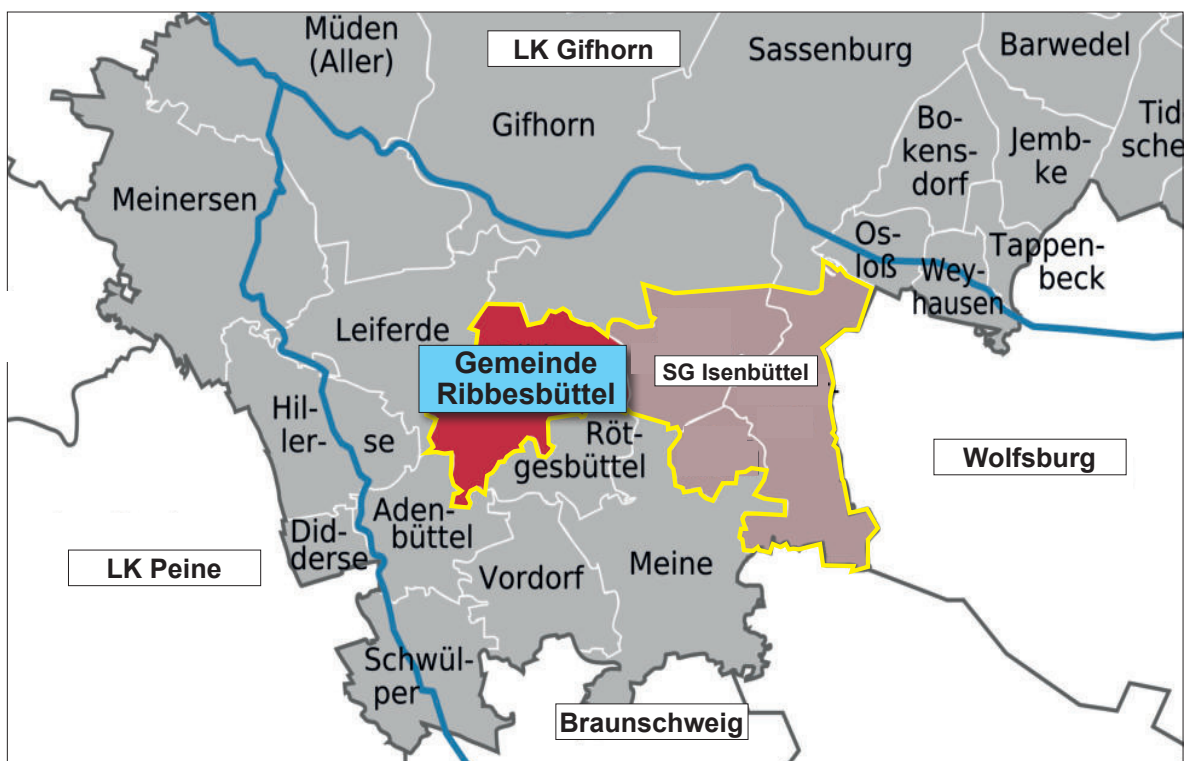 Müden
(Aller)
LK Gifhorn
Sassenburg
Barwedel
Gifhorn
Bo-
kens-
dorf
Jemb-
ke
Tid-
sche
Meinersen
Os-
loß
Wey-
hausen
Tappen-
beck
Leiferde
Gemeinde
Ribbesbüttel
SG Isenbüttel
Hil-
ler-
se
Röt-
gesbüttel
Wolfsburg
Aden-
büttel
Did-
derse
LK Peine
Vordorf
Meine
Schwül-
per
Braunschweig